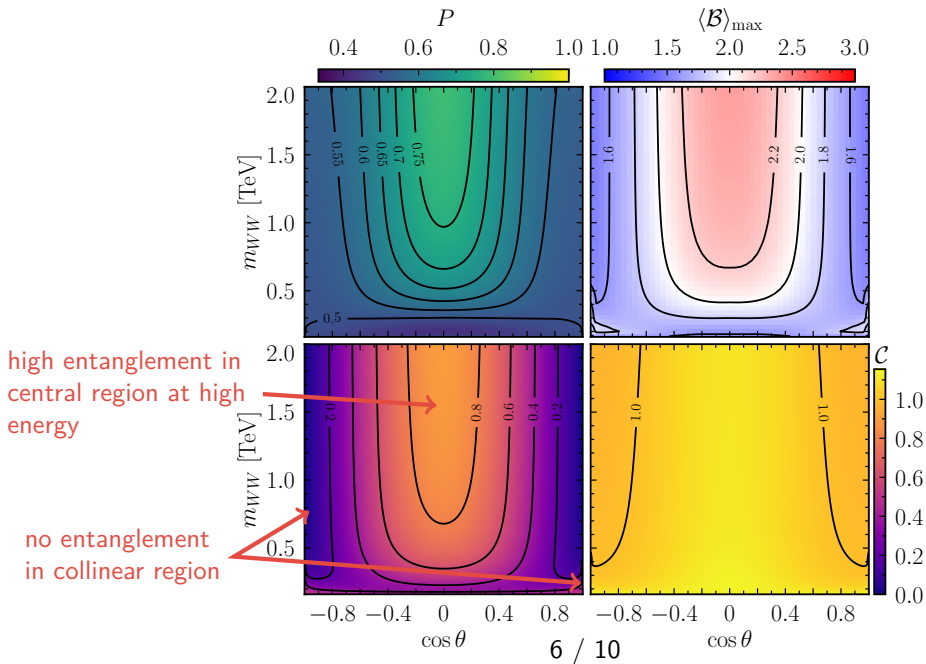 P
⟨𝓑⟩max
0.4 0.6 0.8 1.0
1.0 1.5 2.0 2.5 3.0
2.0
1.5
1.0
0.5
m_WW [TeV]
0.55 0.6 0.65 0.7 0.75
0.5
1.6 2.2 2.0 1.8 1.6
high entanglement in
central region at high
energy
no entanglement
in collinear region
2.0
1.5
1.0
0.5
m_WW [TeV]
0.2 0.8 0.6 0.4 0.2
1.0 1.0
𝒞
1.0
0.8
0.6
0.4
0.2
0.0
−0.8 −0.4 0 0.4 0.8
−0.8 −0.4 0 0.4 0.8
cos θ
cos θ
6 / 10